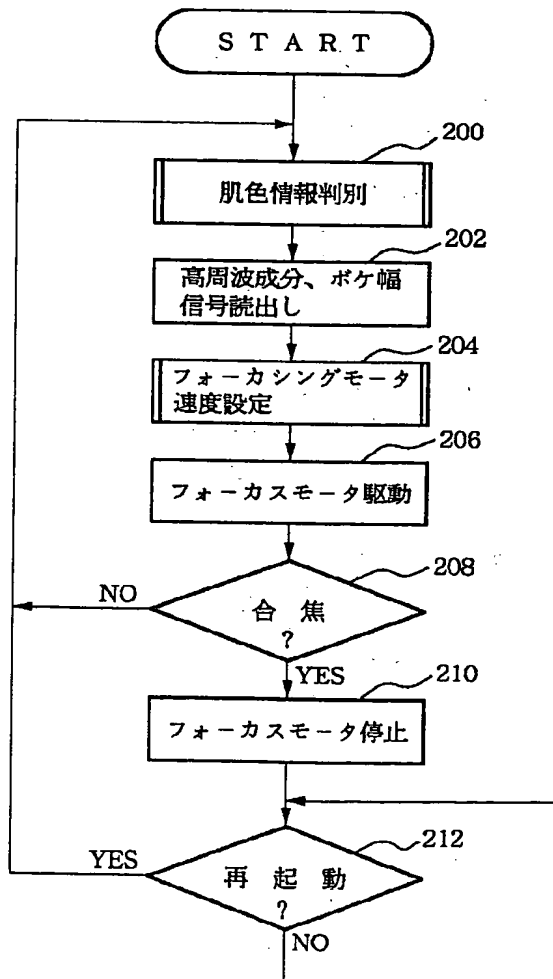 START
200
肌色情報判別
202
高周波成分、ボケ幅
信号読出し
204
フォーカシングモータ
速度設定
206
フォーカスモータ駆動
208
NO
合焦
?
YES
210
フォーカスモータ停止
212
YES
再起動
?
NO